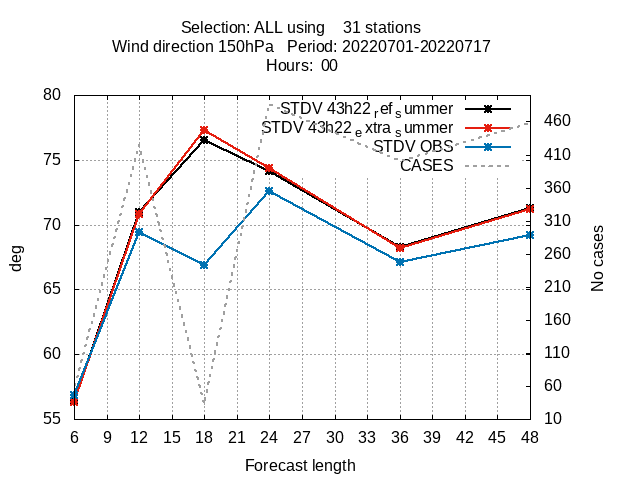 Selection: ALL using    31 stations
Wind direction 150hPa   Period: 20220701-20220717
Hours:  00
STDV 43h22 ref summer
STDV 43h22 extra summer
STDV OBS
CASES
80
75
70
65
60
55
deg
460
410
360
310
260
210
160
110
60
10
No cases
6 9 12 15 18 21 24 27 30 33 36 39 42 45 48
Forecast length